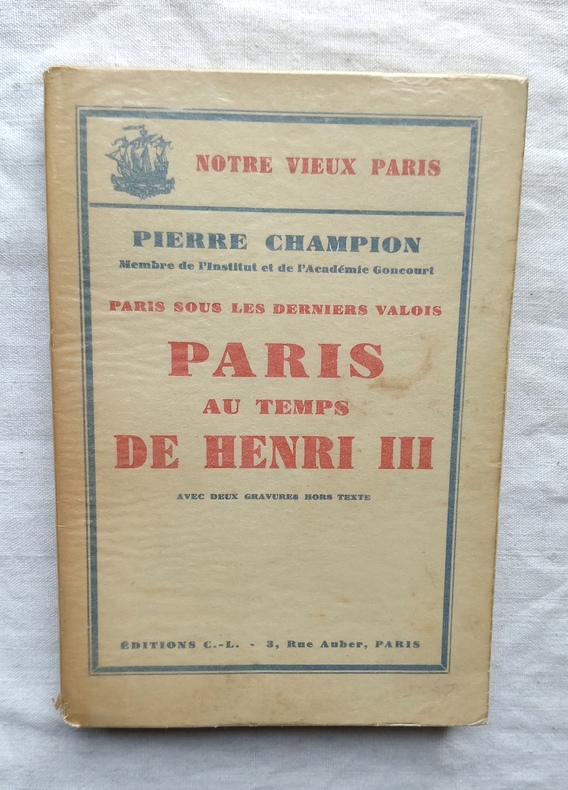 NOTRE VIEUX PARIS
PIERRE CHAMPION
Membre de l'Institut et de l'Académie Goncourt
PARIS SOUS LES DERNIERS VALOIS
PARIS
AU TEMPS
DE HENRI III
AVEC DEUX GRAVURES HORS TEXTE
ÉDITIONS C.-L. - 3, Rue Auber, PARIS